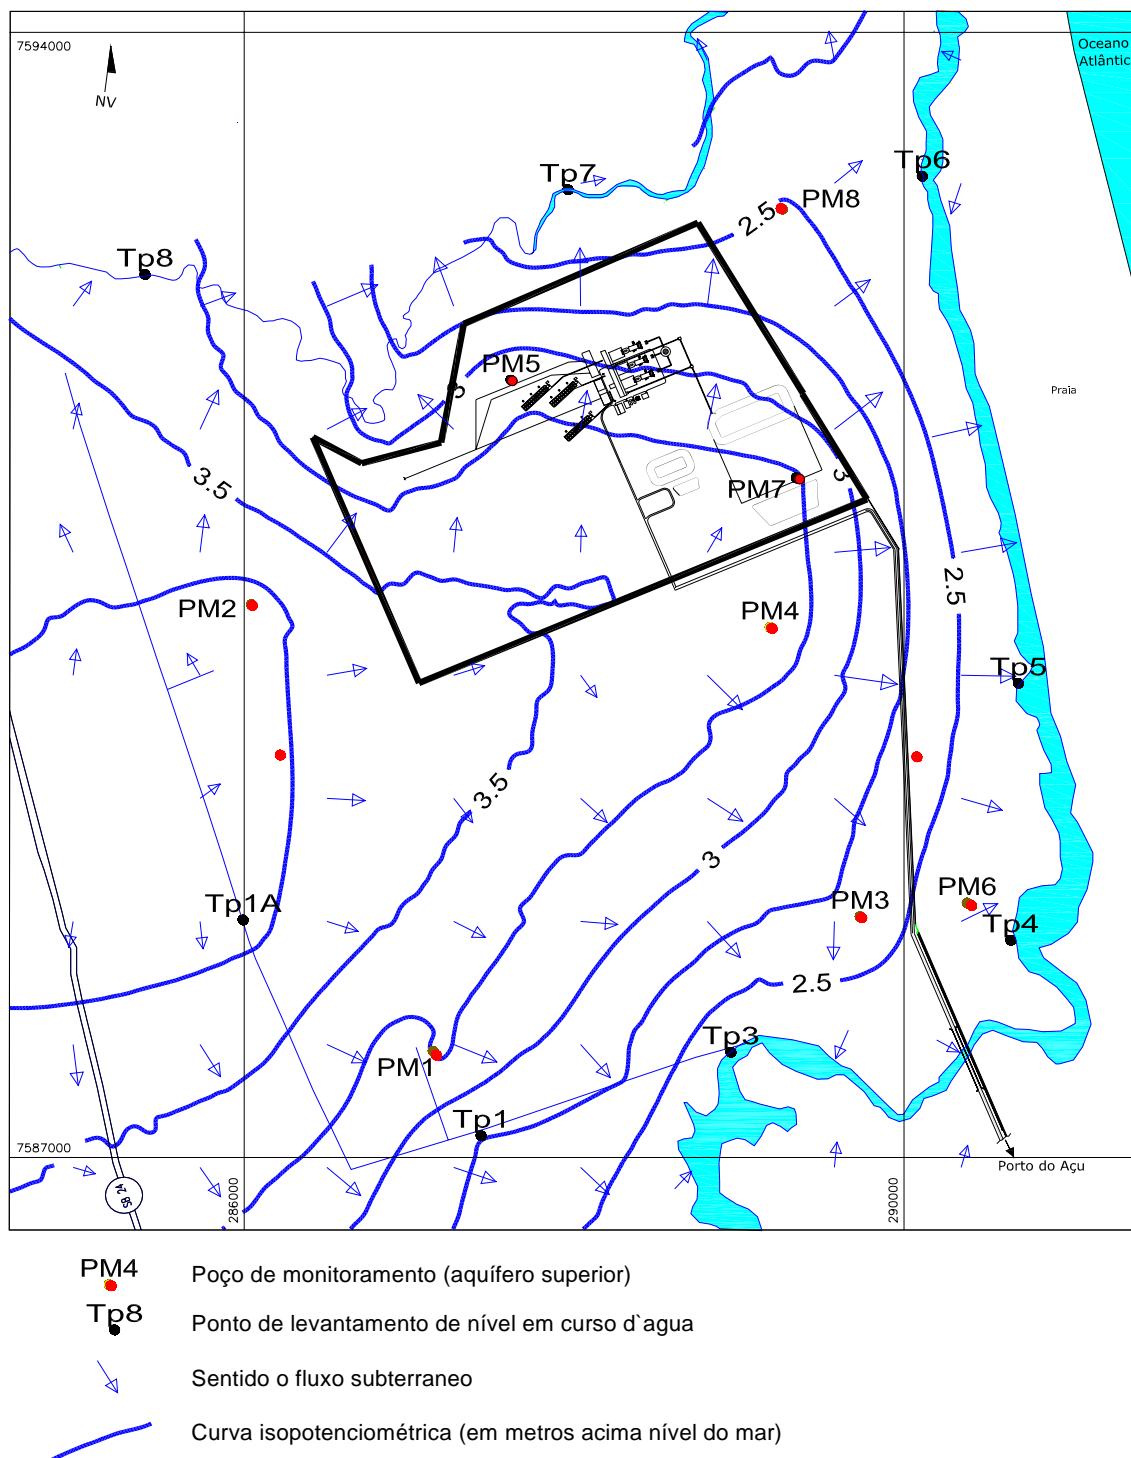 7594000
Oceano
Atlântic
NV
Tp7
Tp6
PM8
2.5
Tp8
PM5
3
Praia
3.5
PM7
3
PM2
PM4
2.5
Tp5
3.5
3
Tp1A
PM3
PM6
Tp4
2.5
PM1
Tp3
Tp1
7587000
Porto do Açu
SB 24
286000
290000
PM4
Poço de monitoramento (aquífero superior)
Tp8
Ponto de levantamento de nível em curso d`agua
Sentido o fluxo subterraneo
Curva isopotenciométrica (em metros acima nível do mar)